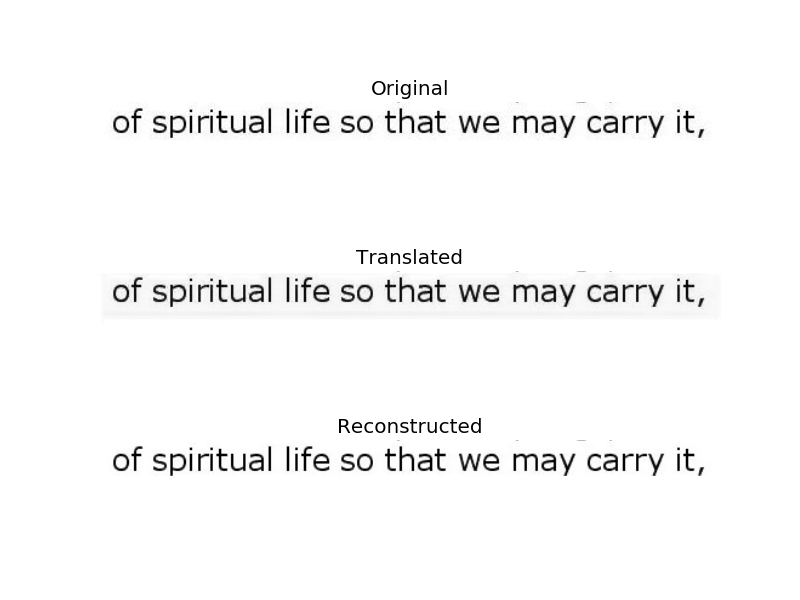 Original
of spiritual life so that we may carry it,
Translated
of spiritual life so that we may carry it,
Reconstructed
of spiritual life so that we may carry it,